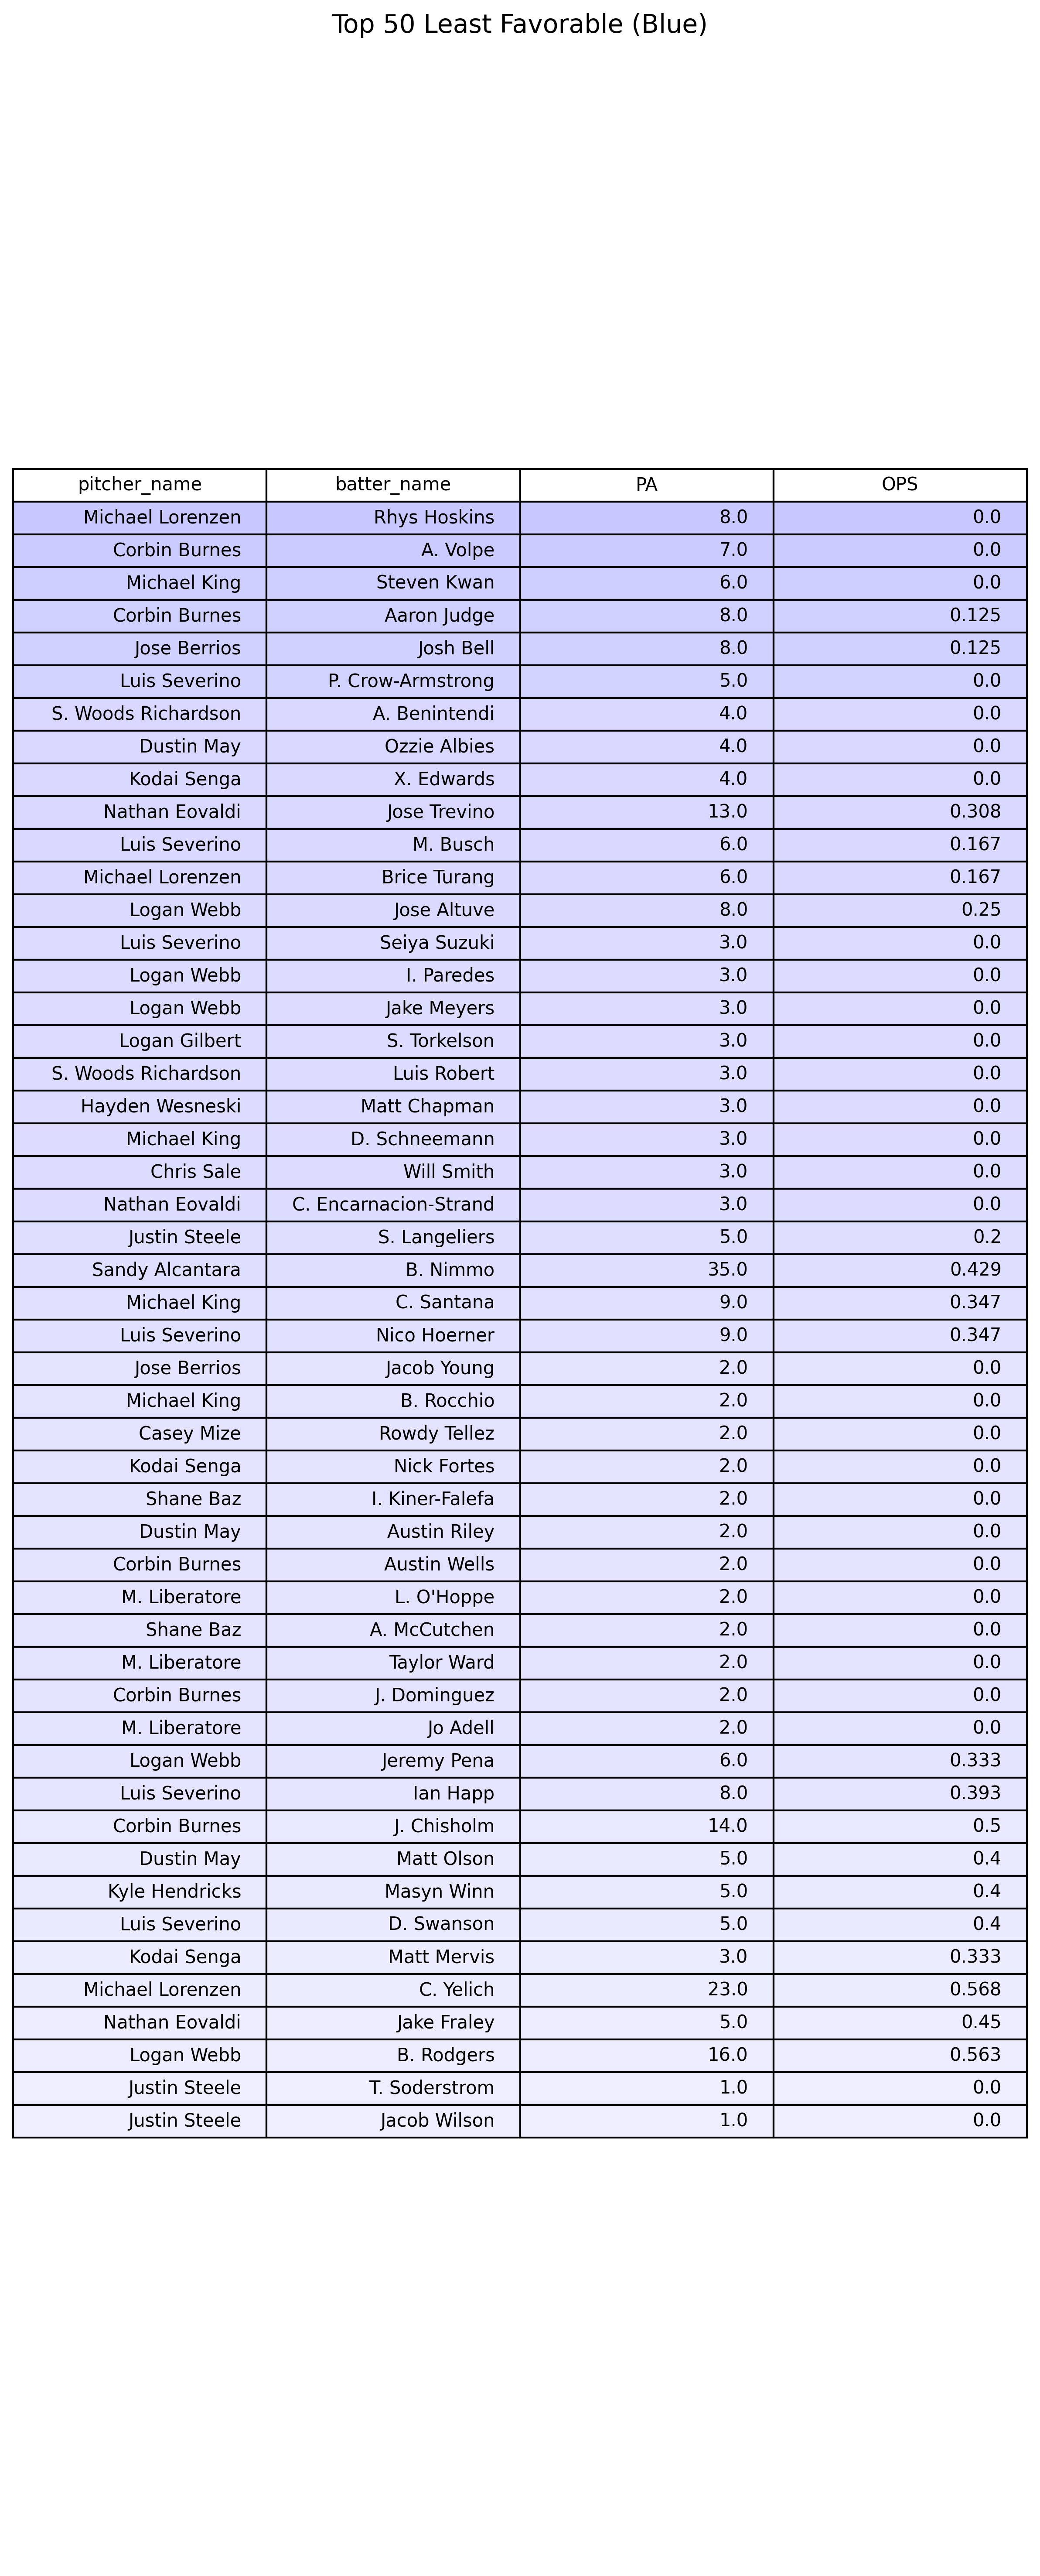 Top 50 Least Favorable (Blue)
pitcher_name batter_name PA OPS
Michael Lorenzen Rhys Hoskins 8.0 0.0
Corbin Burnes A. Volpe 7.0 0.0
Michael King Steven Kwan 6.0 0.0
Corbin Burnes Aaron Judge 8.0 0.125
Jose Berrios Josh Bell 8.0 0.125
Luis Severino P. Crow-Armstrong 5.0 0.0
S. Woods Richardson A. Benintendi 4.0 0.0
Dustin May Ozzie Albies 4.0 0.0
Kodai Senga X. Edwards 4.0 0.0
Nathan Eovaldi Jose Trevino 13.0 0.308
Luis Severino M. Busch 6.0 0.167
Michael Lorenzen Brice Turang 6.0 0.167
Logan Webb Jose Altuve 8.0 0.25
Luis Severino Seiya Suzuki 3.0 0.0
Logan Webb I. Paredes 3.0 0.0
Logan Webb Jake Meyers 3.0 0.0
Logan Gilbert S. Torkelson 3.0 0.0
S. Woods Richardson Luis Robert 3.0 0.0
Hayden Wesneski Matt Chapman 3.0 0.0
Michael King D. Schneemann 3.0 0.0
Chris Sale Will Smith 3.0 0.0
Nathan Eovaldi C. Encarnacion-Strand 3.0 0.0
Justin Steele S. Langeliers 5.0 0.2
Sandy Alcantara B. Nimmo 35.0 0.429
Michael King C. Santana 9.0 0.347
Luis Severino Nico Hoerner 9.0 0.347
Jose Berrios Jacob Young 2.0 0.0
Michael King B. Rocchio 2.0 0.0
Casey Mize Rowdy Tellez 2.0 0.0
Kodai Senga Nick Fortes 2.0 0.0
Shane Baz I. Kiner-Falefa 2.0 0.0
Dustin May Austin Riley 2.0 0.0
Corbin Burnes Austin Wells 2.0 0.0
M. Liberatore L. O'Hoppe 2.0 0.0
Shane Baz A. McCutchen 2.0 0.0
M. Liberatore Taylor Ward 2.0 0.0
Corbin Burnes J. Dominguez 2.0 0.0
M. Liberatore Jo Adell 2.0 0.0
Logan Webb Jeremy Pena 6.0 0.333
Luis Severino Ian Happ 8.0 0.393
Corbin Burnes J. Chisholm 14.0 0.5
Dustin May Matt Olson 5.0 0.4
Kyle Hendricks Masyn Winn 5.0 0.4
Luis Severino D. Swanson 5.0 0.4
Kodai Senga Matt Mervis 3.0 0.333
Michael Lorenzen C. Yelich 23.0 0.568
Nathan Eovaldi Jake Fraley 5.0 0.45
Logan Webb B. Rodgers 16.0 0.563
Justin Steele T. Soderstrom 1.0 0.0
Justin Steele Jacob Wilson 1.0 0.0